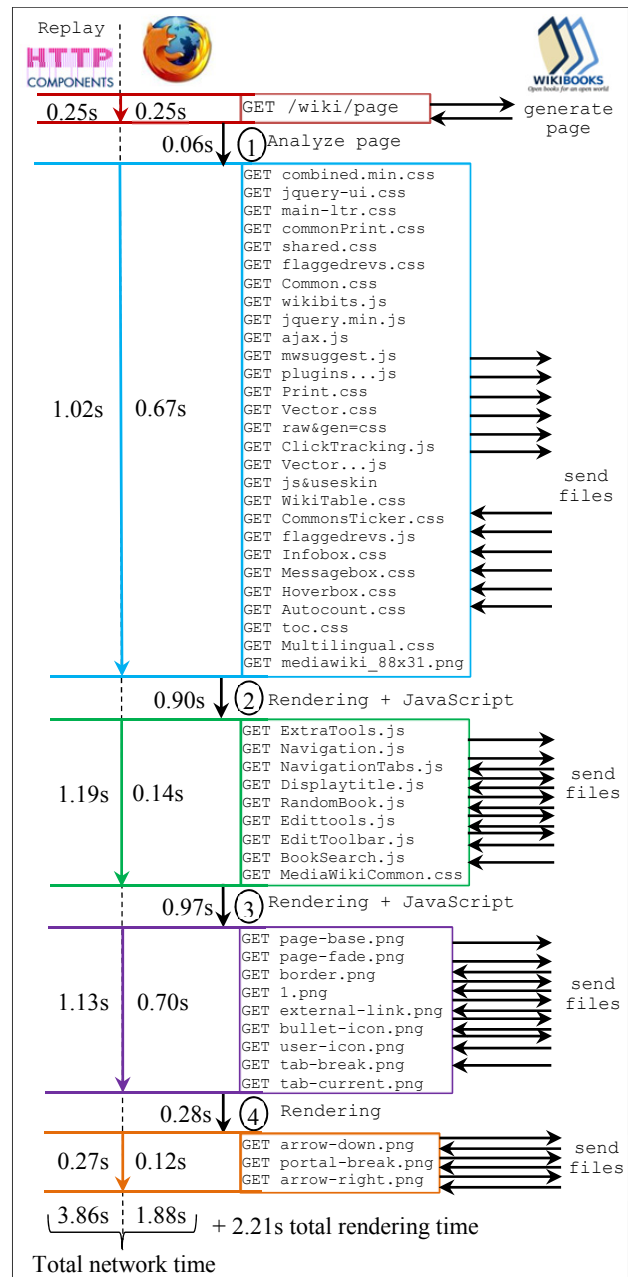 Replay
HTTP
COMPONENTS
WIKIBOOKS
Open books for an open world
0.25s 0.25s GET /wiki/page
generate
page
0.06s 1 Analyze page
GET combined.min.css
GET jquery-ui.css
GET main-ltr.css
GET commonPrint.css
GET shared.css
GET flaggedrevs.css
GET Common.css
GET wikibits.js
GET jquery.min.js
GET ajax.js
GET mwsuggest.js
GET plugins...js
GET Print.css
1.02s 0.67s
GET Vector.css
GET raw&gen=css
GET ClickTracking.js
GET Vector...js
GET js&useskin
GET WikiTable.css
GET CommonsTicker.css
GET flaggedrevs.js
GET Infobox.css
GET Messagebox.css
GET Hoverbox.css
GET Autocount.css
GET toc.css
GET Multilingual.css
GET mediawiki_88x31.png
send
files
0.90s 2 Rendering + JavaScript
GET ExtraTools.js
GET Navigation.js
GET NavigationTabs.js
GET Displaytitle.js
GET RandomBook.js
GET Edittools.js
GET EditToolbar.js
GET BookSearch.js
GET MediaWikiCommon.css
1.19s 0.14s
send
files
0.97s 3 Rendering + JavaScript
GET page-base.png
GET page-fade.png
GET border.png
GET 1.png
GET external-link.png
GET bullet-icon.png
GET user-icon.png
GET tab-break.png
GET tab-current.png
1.13s 0.70s
send
files
0.28s 4 Rendering
GET arrow-down.png
GET portal-break.png
GET arrow-right.png
0.27s 0.12s
send
files
3.86s 1.88s + 2.21s total rendering time
Total network time